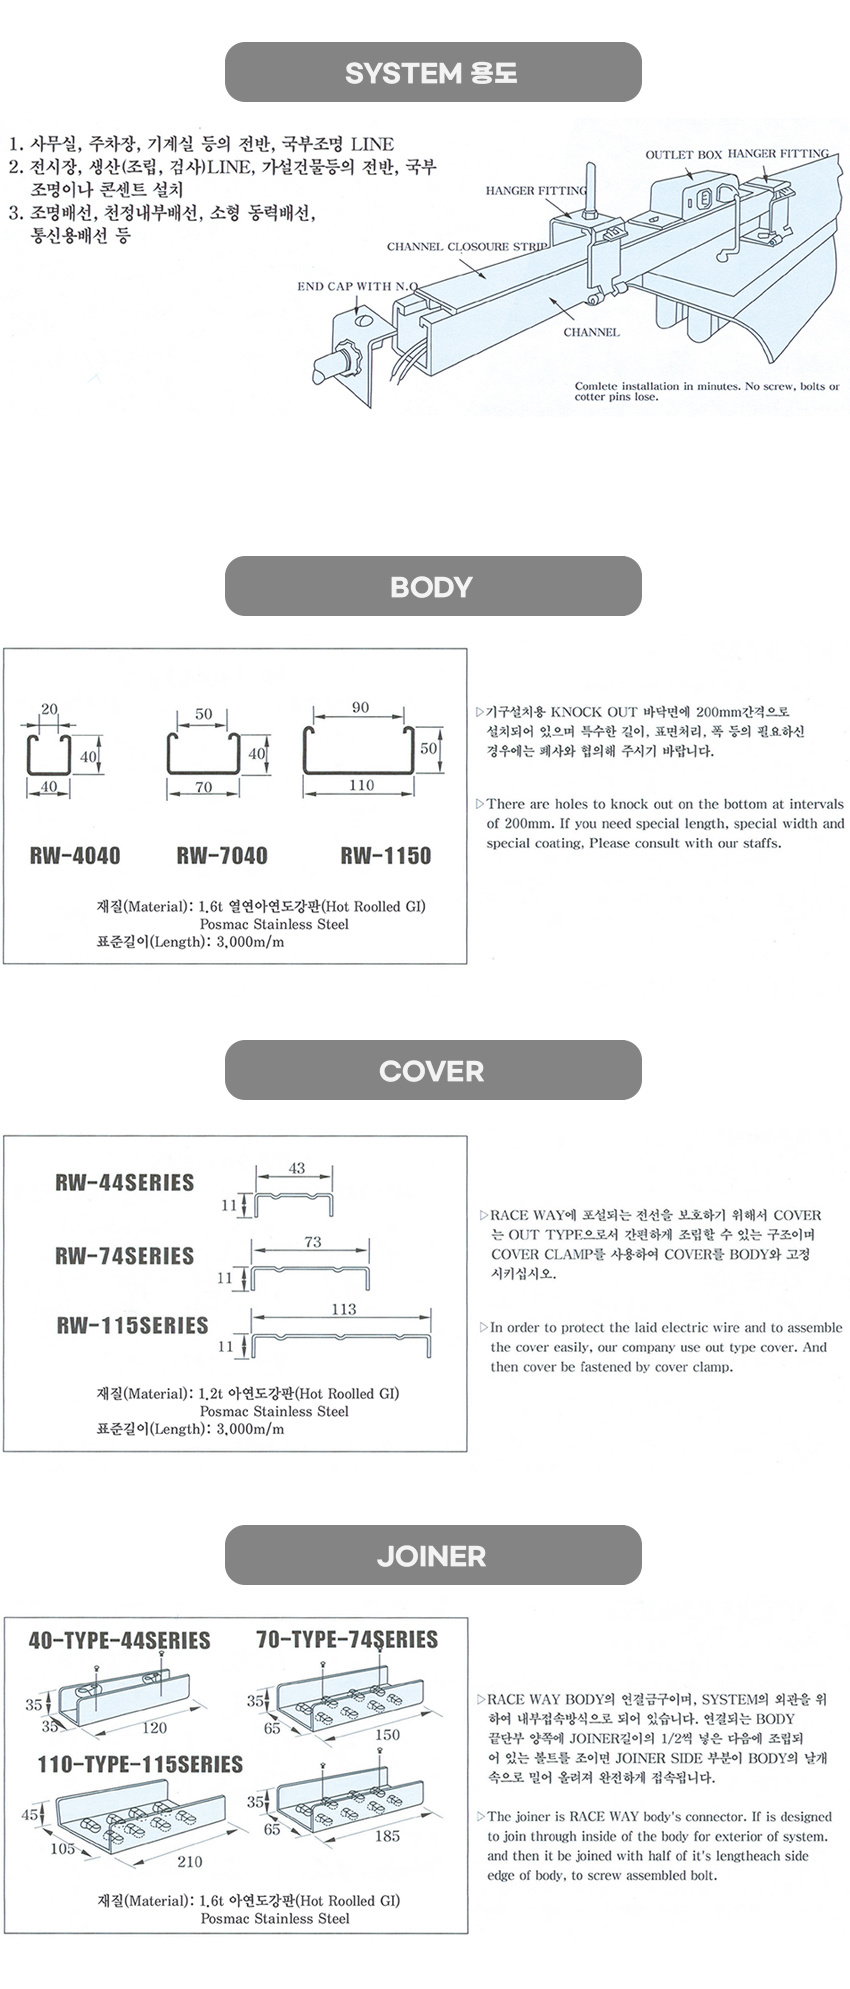 SYSTEM 용도
1. 사무실, 주차장, 기계실 등의 전반, 국부조명 LINE
2. 전시장, 생산(조립, 검사)LINE, 가설건물등의 전반, 국부
조명이나 콘센트 설치
3. 조명배선, 천정내부배선, 소형 동력배선,
통신용배선 등
OUTLET BOX HANGER FITTING
HANGER FITTING
CHANNEL CLOSOURE STRIP
END CAP WITH N.O
CHANNEL
Comlete installation in minutes. No screw, bolts or
cotter pins lose.
BODY
20
40
40
50
40
70
90
50
110
RW-4040 RW-7040 RW-1150
재질(Material): 1.6t 열연아연도강판(Hot Roolled GI)
Posmac Stainless Steel
표준길이(Length): 3,000m/m
▷기구설치용 KNOCK OUT 바닥면에 200mm간격으로
설치되어 있으며 특수한 길이, 표면처리, 폭 등의 필요하신
경우에는 폐사와 협의해 주시기 바랍니다.
▷There are holes to knock out on the bottom at intervals
of 200mm. If you need special length, special width and
special coating, Please consult with our staffs.
COVER
RW-44SERIES
43
11
RW-74SERIES
73
11
RW-115SERIES
113
11
재질(Material): 1.2t 아연도강판(Hot Roolled GI)
Posmac Stainless Steel
표준길이(Length): 3,000m/m
▷RACE WAY에 포설되는 전선을 보호하기 위해서 COVER
는 OUT TYPE으로서 간편하게 조립할 수 있는 구조이며
COVER CLAMP를 사용하여 COVER를 BODY와 고정
시키십시오.
▷In order to protect the laid electric wire and to assemble
the cover easily, our company use out type cover. And
then cover be fastened by cover clamp.
JOINER
40-TYPE-44SERIES
35
35
120
70-TYPE-74SERIES
35
65
150
110-TYPE-115SERIES
45
105
210
35
65
185
재질(Material): 1.6t 아연도강판(Hot Roolled GI)
Posmac Stainless Steel
▷RACE WAY BODY의 연결금구이며, SYSTEM의 외관을 위
하여 내부접속방식으로 되어 있습니다. 연결되는 BODY
끝단부 양쪽에 JOINER길이의 1/2씩 넣은 다음에 조립되
어 있는 볼트를 조이면 JOINER SIDE 부분이 BODY의 날개
속으로 밀어 올려져 완전하게 접속됩니다.
▷The joiner is RACE WAY body's connector. If is designed
to join through inside of the body for exterior of system.
and then it be joined with half of it's lengtheach side
edge of body, to screw assembled bolt.